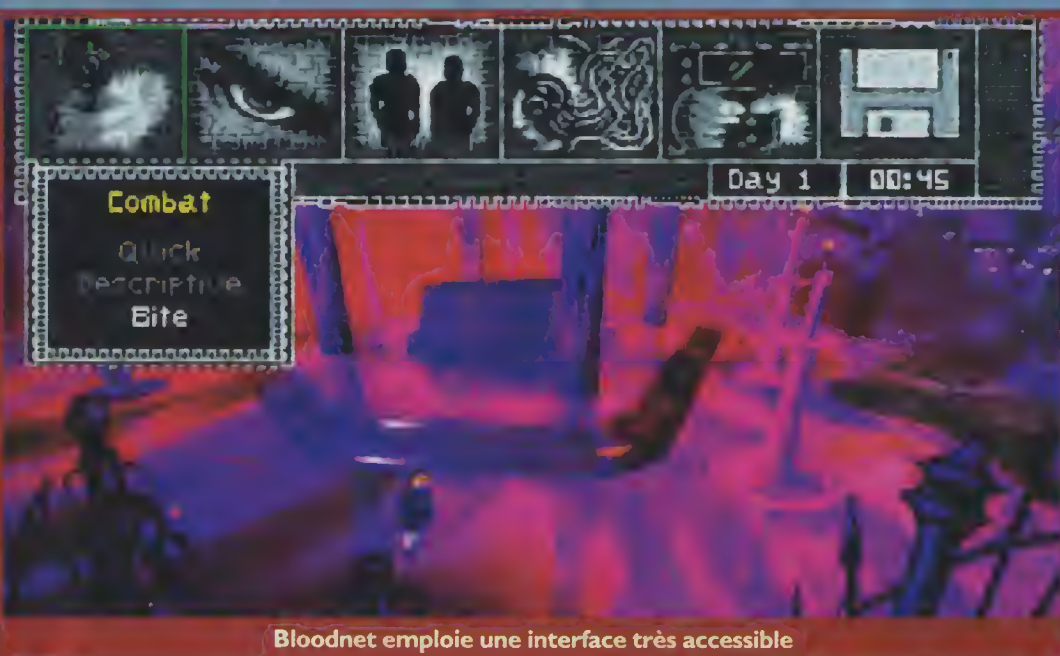 Day 1 00:45
Combat
Quick
Descriptive
Bite
Bloodnet emploie une interface très accessible